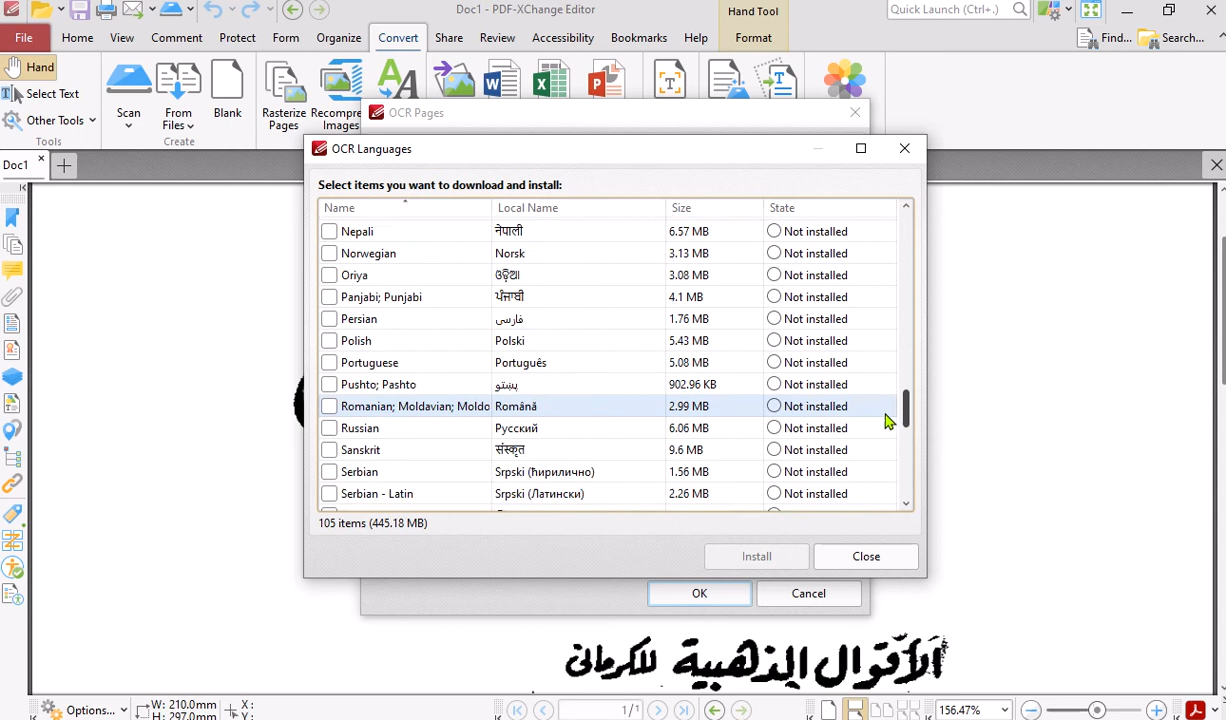 Doc1 - PDF-XChange Editor
Hand Tool
Quick Launch (Ctrl+.)
File Home View Comment Protect Form Organize Convert Share Review Accessibility Bookmarks Help Format Find... Search...
Hand
Select Text
Other Tools
Tools
Scan
From Files
Blank
Create
Rasterize Pages
Recompre Images
Doc1
OCR Pages
OCR Languages
Select items you want to download and install:
Name Local Name Size State
Nepali नेपाली 6.57 MB Not installed
Norwegian Norsk 3.13 MB Not installed
Oriya ଓଡ଼ିଆ 3.08 MB Not installed
Panjabi; Punjabi ਪੰਜਾਬੀ 4.1 MB Not installed
Persian فارسی 1.76 MB Not installed
Polish Polski 5.43 MB Not installed
Portuguese Português 5.08 MB Not installed
Pushto; Pashto پښتو 902.96 KB Not installed
Romanian; Moldavian; Moldo Română 2.99 MB Not installed
Russian Русский 6.06 MB Not installed
Sanskrit संस्कृत 9.6 MB Not installed
Serbian Srpski (Ћирилично) 1.56 MB Not installed
Serbian - Latin Srpski (Латински) 2.26 MB Not installed
105 items (445.18 MB)
Install Close
OK Cancel
الأقوال الذهبية للكرمانى
Options... W: 210.0mm X:
H: 297.0mm Y:
1/1
156.47%